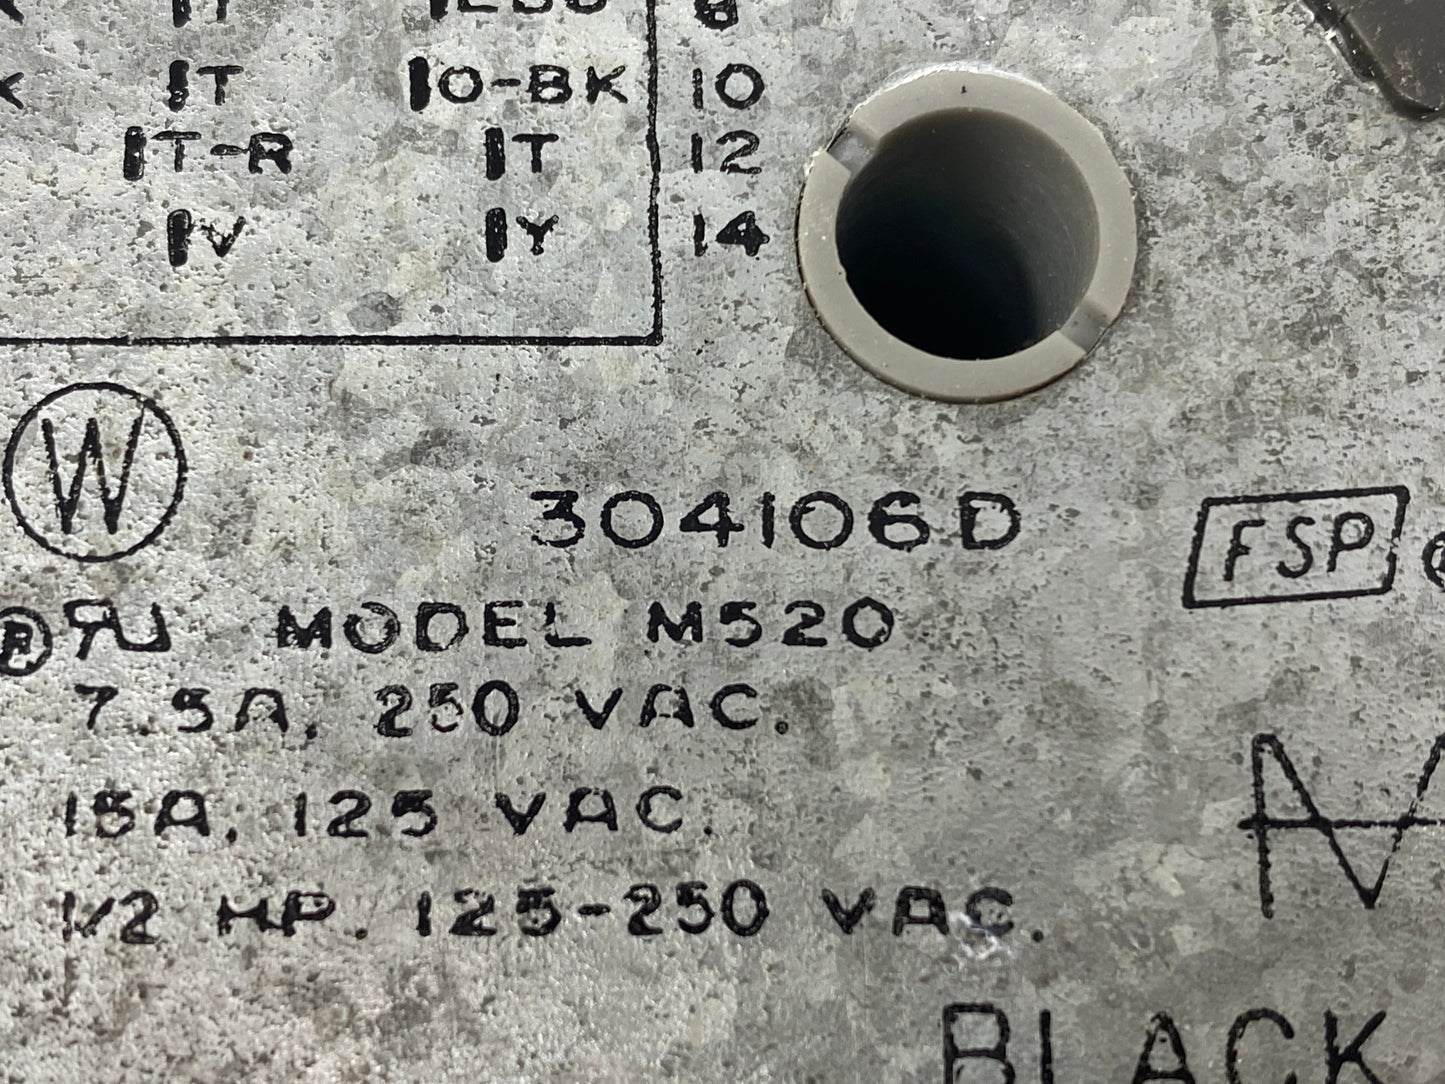 IT IO-BK 10
IT-R IT 12
IV IY 14
W
304106D FSP
R RU MODEL M520
7.5A, 250 VAC.
15A, 125 VAC.
1/2 HP. 125-250 VAC.
BLACK